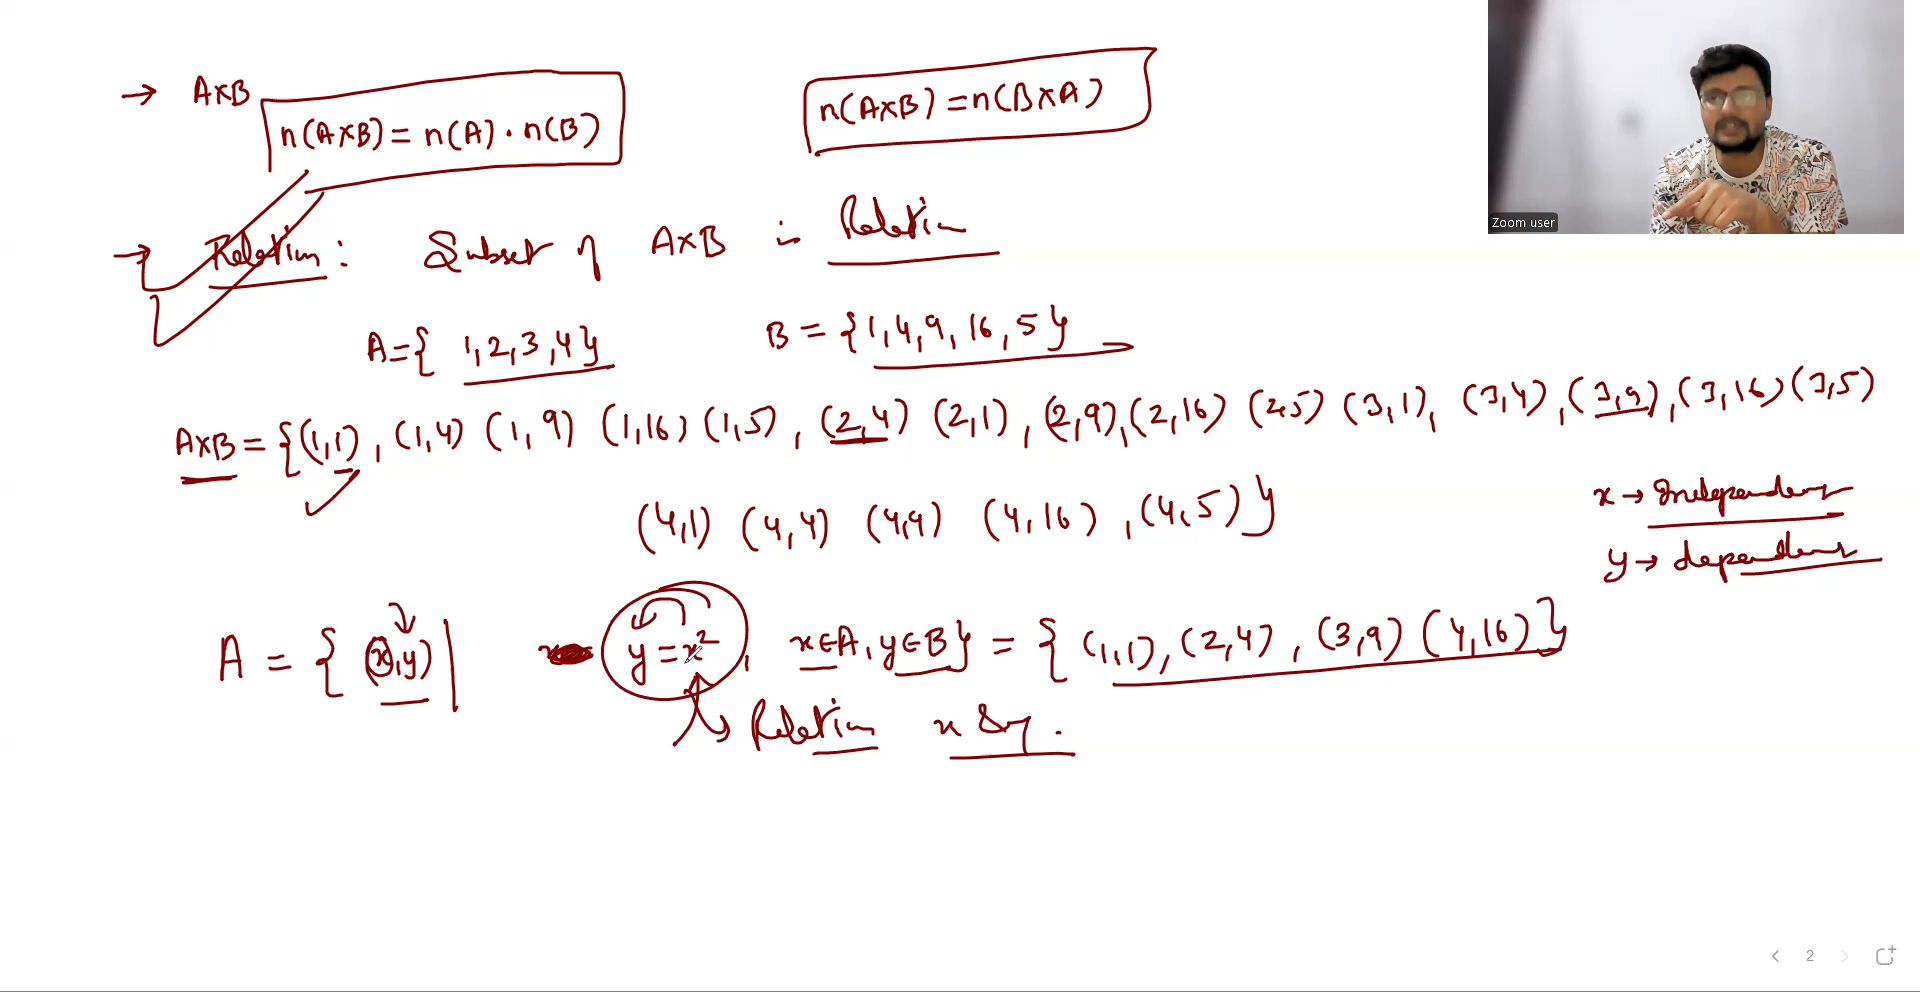 → A×B
n(A×B) = n(A) · n(B)
n(A×B) = n(B×A)
Zoom user
→ Relation : Subset of A×B is Relation
A={ 1,2,3,4} B = {1,4,9,16,5}
A×B = {(1,1), (1,4) (1,9) (1,16) (1,5), (2,4) (2,1), (2,9),(2,16) (2,5) (3,1), (3,4), (3,9), (3,16) (3,5)
(4,1) (4,4) (4,9) (4,16), (4,5)}
x → Independent
y → dependent
A = { (x,y) | y = x², x∈A, y∈B} = { (1,1), (2,4), (3,9) (4,16)}
→ Relation x & y.
2